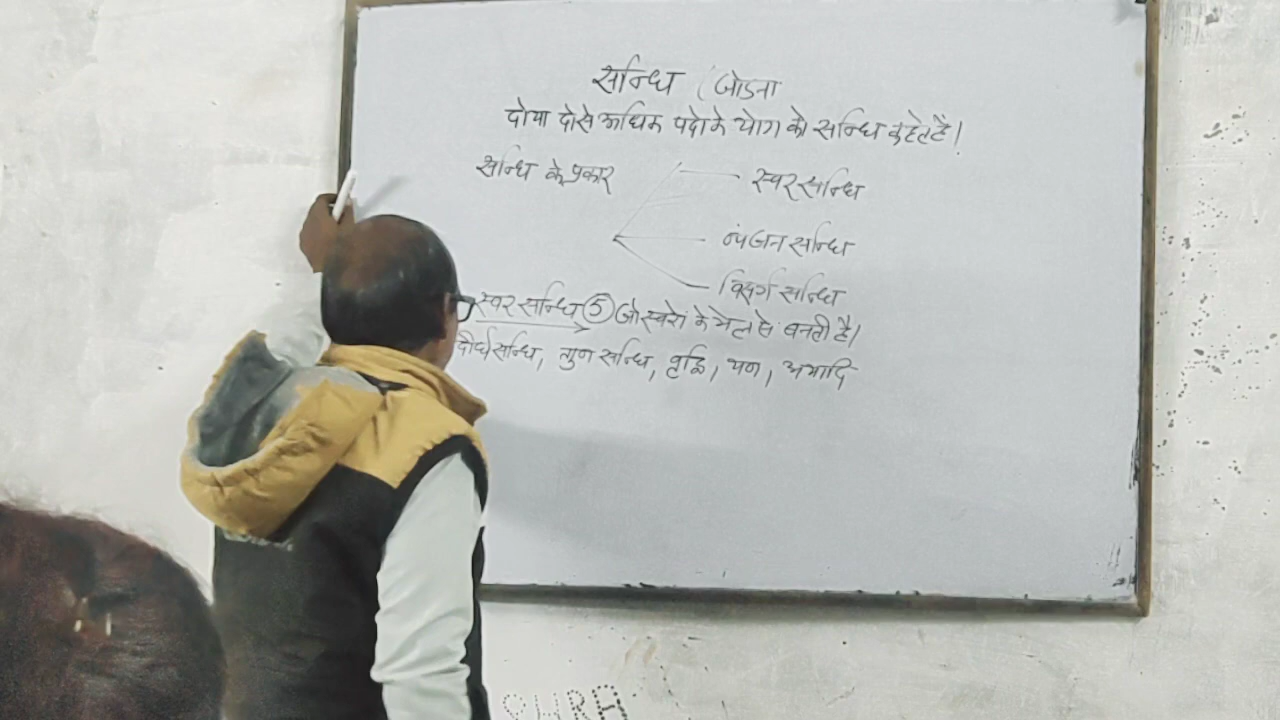 सन्धि (जोडना
दोया दोसे अधिक पदोके योग को सन्धि कहतेहै।
सन्धि के प्रकार
स्वर सन्धि
व्यंजन सन्धि
विसर्ग सन्धि
स्वर सन्धि (5) जो स्वरो के मेल से बनती है।
दीर्घ सन्धि, गुण सन्धि, वृद्धि, यण, अयादि